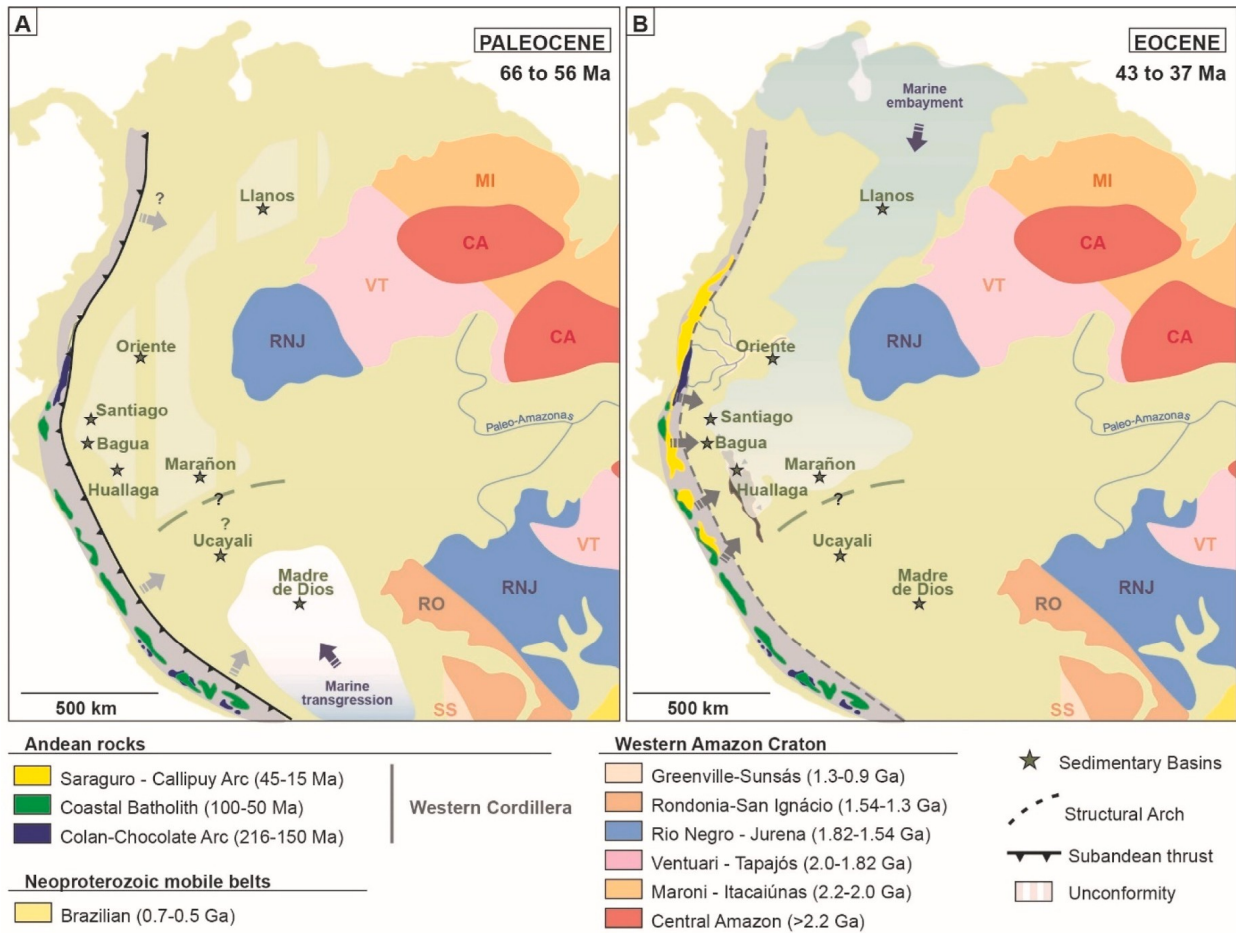 A
PALEOCENE
66 to 56 Ma
?
Llanos
MI
CA
VT
CA
RNJ
Oriente
Santiago
Bagua
Marañon
Huallaga
?
?
Ucayali
Paleo-Amazonas
Madre
de Dios
Marine
transgression
RO
RNJ
VT
SS
500 km
B
EOCENE
43 to 37 Ma
Marine
embayment
Llanos
MI
CA
VT
CA
RNJ
Oriente
Santiago
Bagua
Marañon
Huallaga
?
Ucayali
Paleo-Amazonas
Madre
de Dios
RO
RNJ
VT
SS
500 km
Andean rocks
Saraguro - Callipuy Arc (45-15 Ma)
Coastal Batholith (100-50 Ma)
Colan-Chocolate Arc (216-150 Ma)
Western Cordillera
Neoproterozoic mobile belts
Brazilian (0.7-0.5 Ga)
Western Amazon Craton
Greenville-Sunsás (1.3-0.9 Ga)
Rondonia-San Ignácio (1.54-1.3 Ga)
Rio Negro - Jurena (1.82-1.54 Ga)
Ventuari - Tapajós (2.0-1.82 Ga)
Maroni - Itacaiúnas (2.2-2.0 Ga)
Central Amazon (>2.2 Ga)
Sedimentary Basins
Structural Arch
Subandean thrust
Unconformity